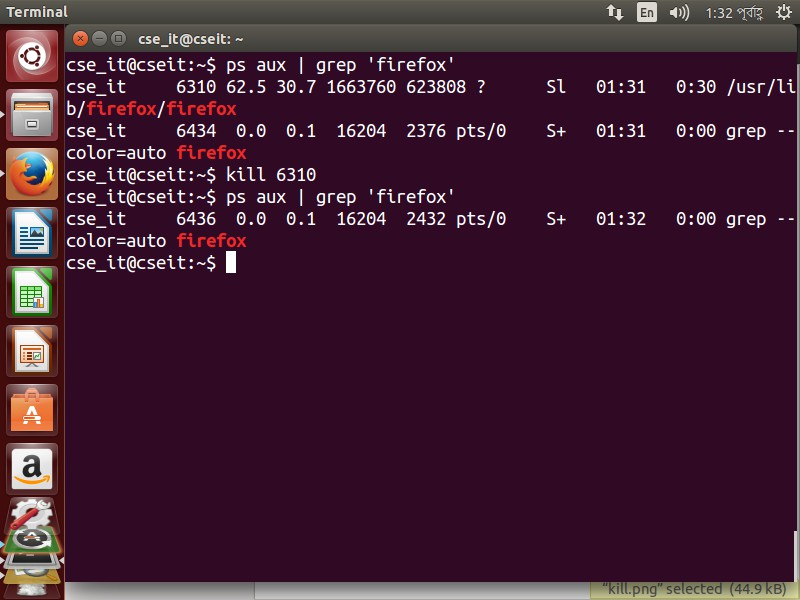 Terminal
En
1:32 পূর্বাহ্ণ
cse_it@cseit: ~
cse_it@cseit:~$ ps aux | grep 'firefox'
cse_it     6310 62.5 30.7 1663760 623808 ?      Sl   01:31   0:30 /usr/li
b/firefox/firefox
cse_it     6434  0.0  0.1  16204  2376 pts/0    S+   01:31   0:00 grep --
color=auto firefox
cse_it@cseit:~$ kill 6310
cse_it@cseit:~$ ps aux | grep 'firefox'
cse_it     6436  0.0  0.1  16204  2432 pts/0    S+   01:32   0:00 grep --
color=auto firefox
cse_it@cseit:~$
"kill.png" selected (44.9 kB)